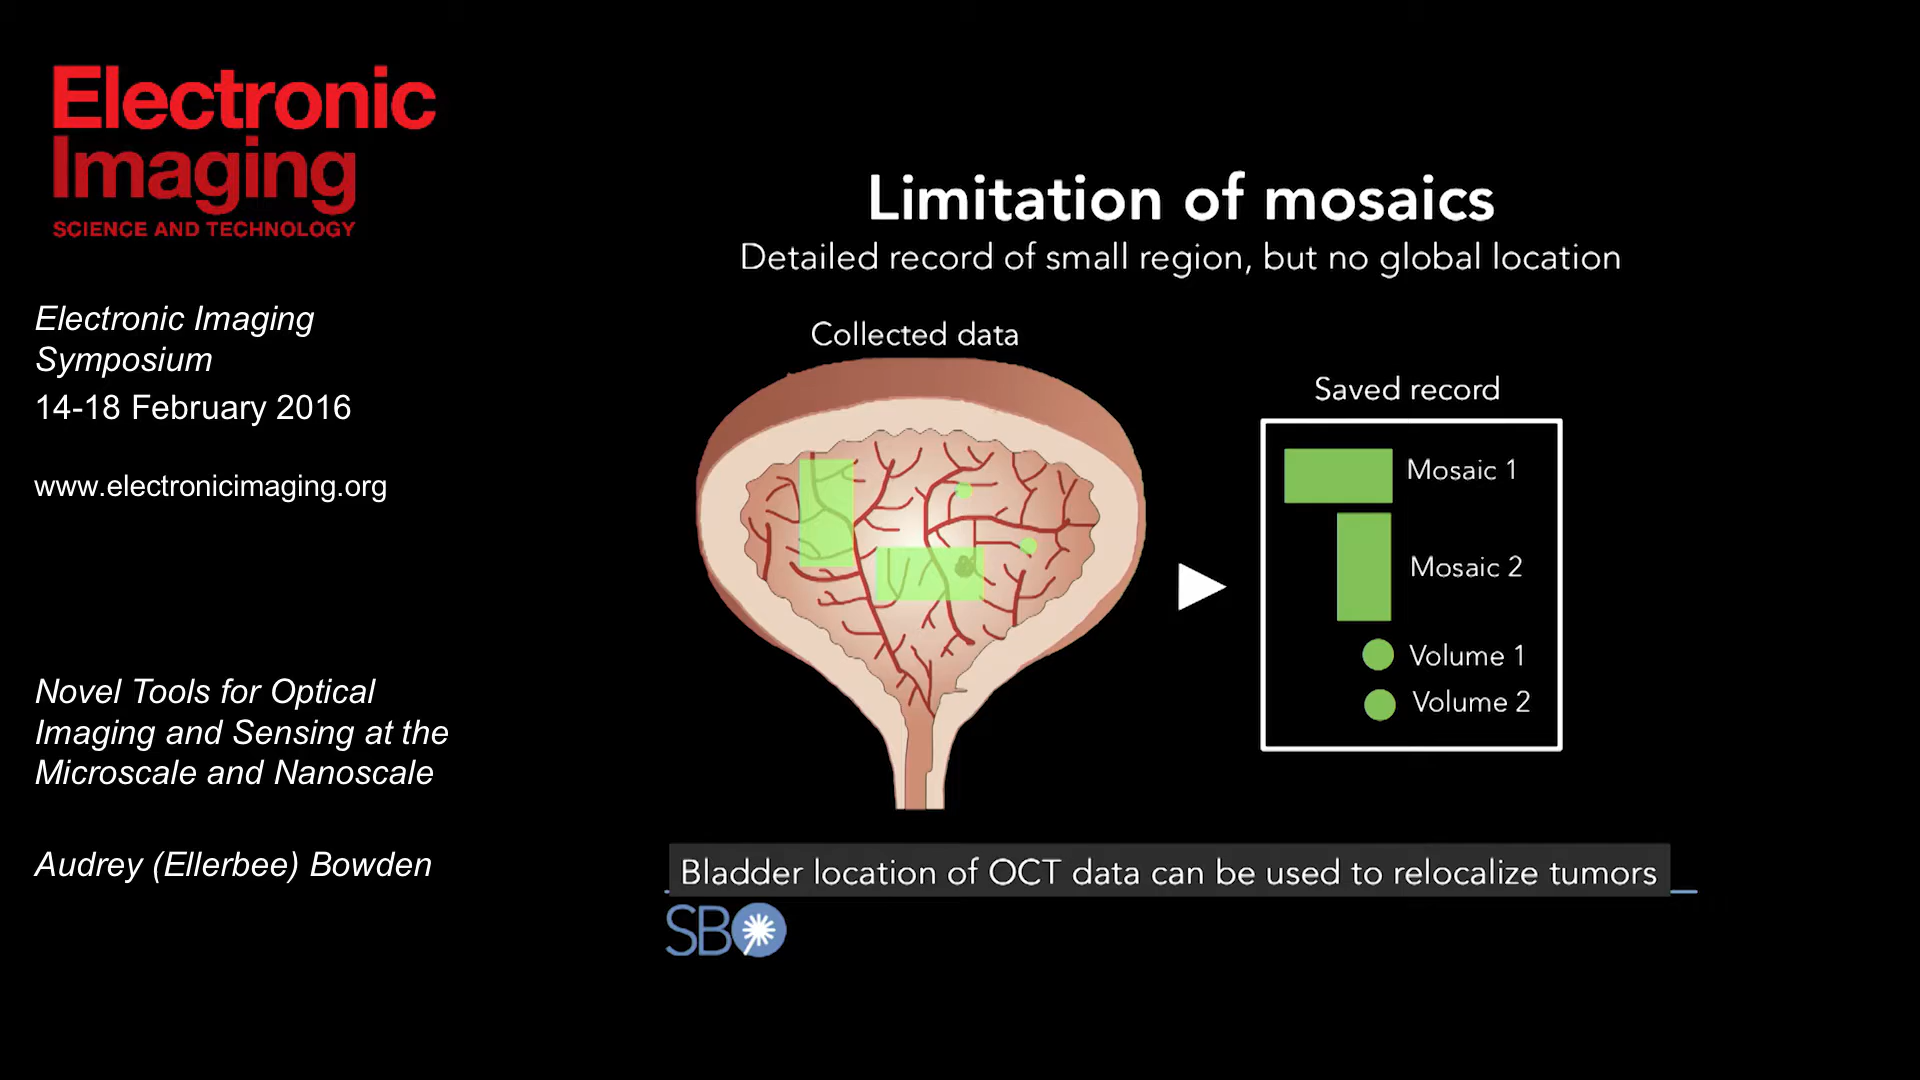 Electronic
Imaging
SCIENCE AND TECHNOLOGY
Electronic Imaging
Symposium
14-18 February 2016
www.electronicimaging.org
Novel Tools for Optical
Imaging and Sensing at the
Microscale and Nanoscale
Audrey (Ellerbee) Bowden
Limitation of mosaics
Detailed record of small region, but no global location
Collected data
Saved record
Mosaic 1
Mosaic 2
Volume 1
Volume 2
Bladder location of OCT data can be used to relocalize tumors
SBO